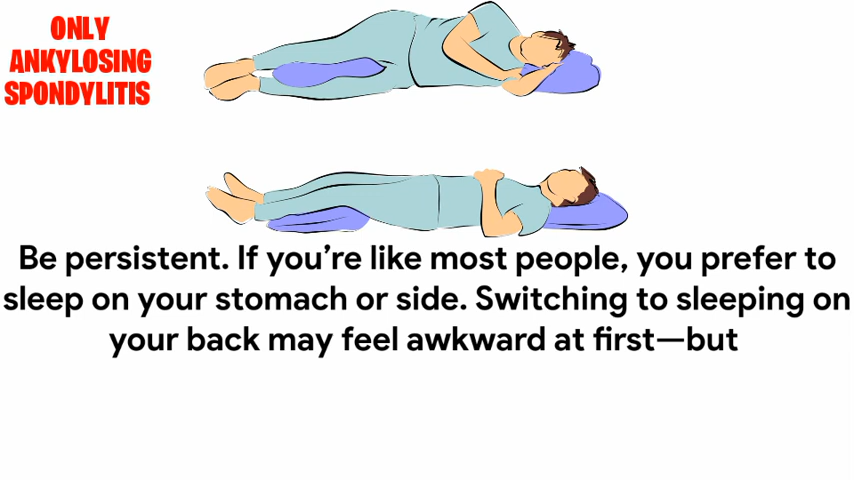 ONLY
ANKYLOSING
SPONDYLITIS
Be persistent. If you’re like most people, you prefer to
sleep on your stomach or side. Switching to sleeping on
your back may feel awkward at first—but